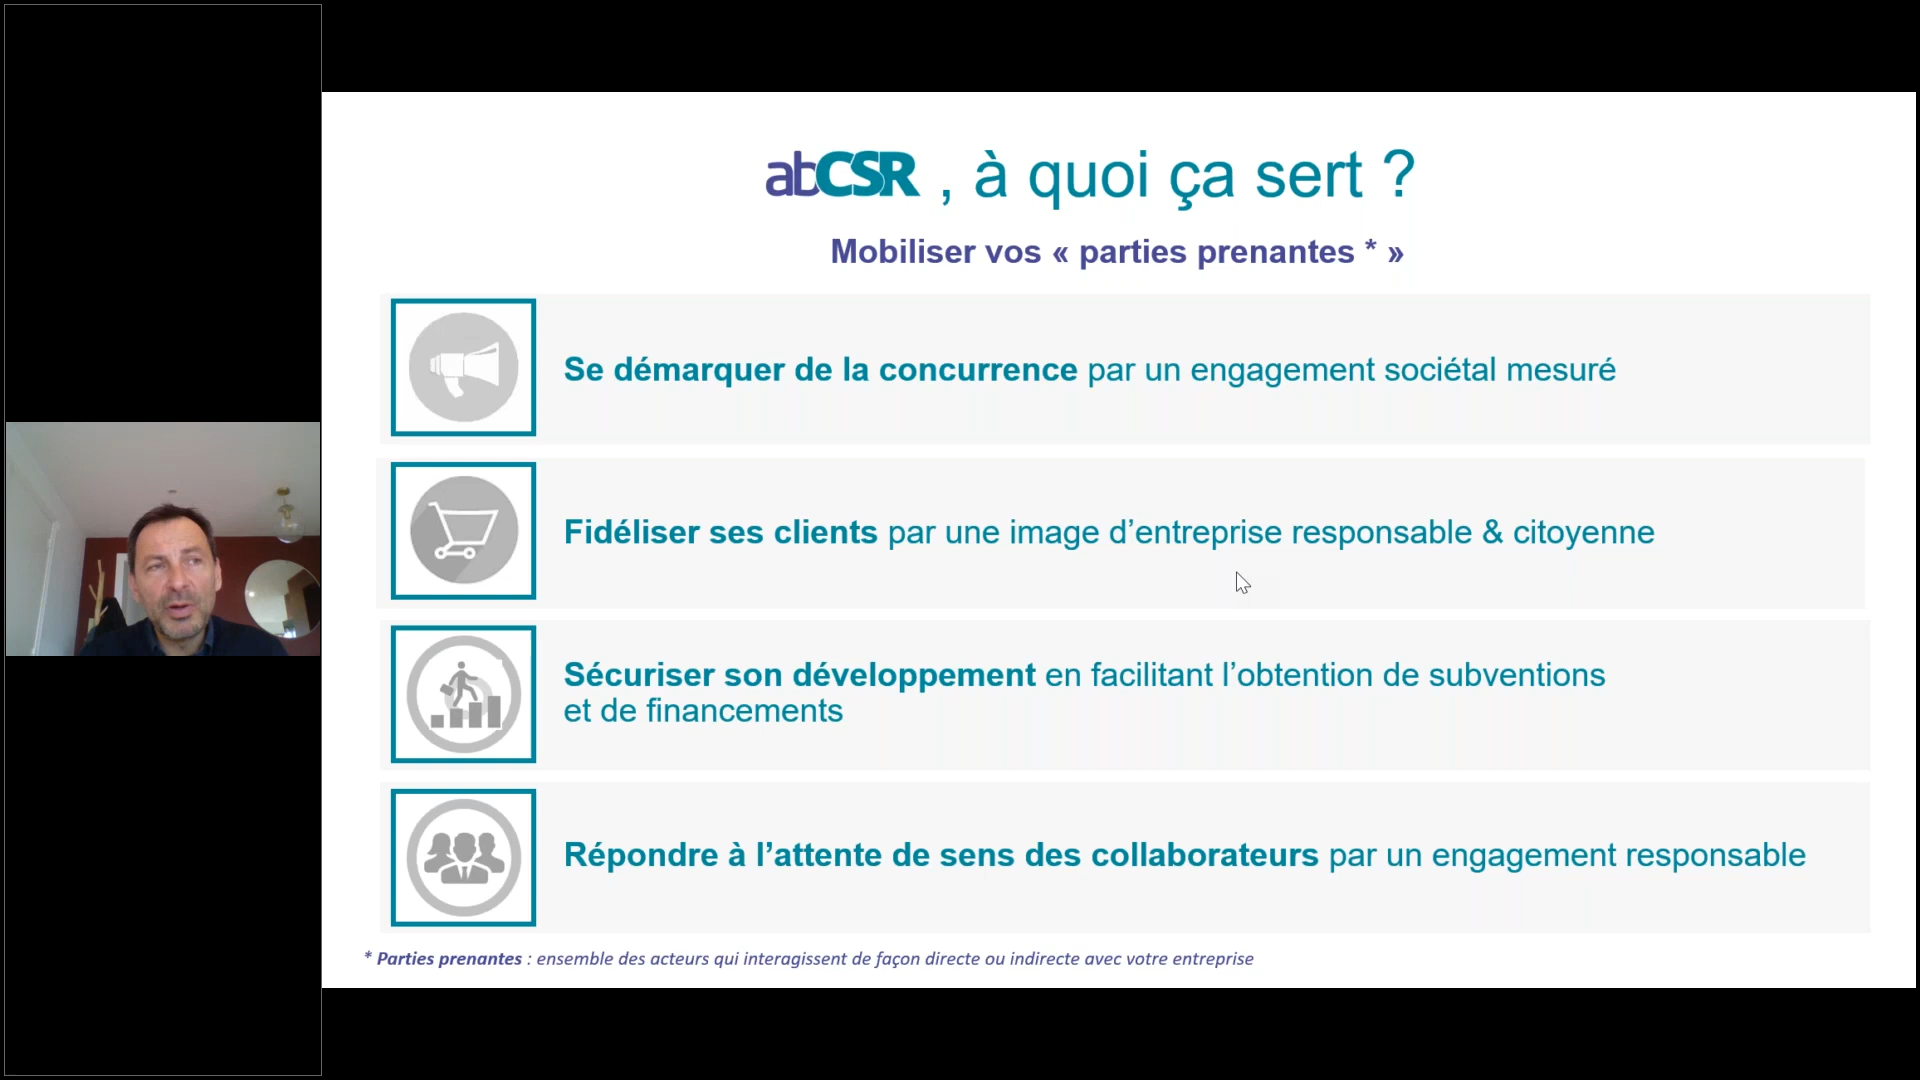 abCSR , à quoi ça sert ?
Mobiliser vos « parties prenantes * »
Se démarquer de la concurrence par un engagement sociétal mesuré
Fidéliser ses clients par une image d’entreprise responsable & citoyenne
Sécuriser son développement en facilitant l’obtention de subventions
et de financements
Répondre à l’attente de sens des collaborateurs par un engagement responsable
* Parties prenantes : ensemble des acteurs qui interagissent de façon directe ou indirecte avec votre entreprise